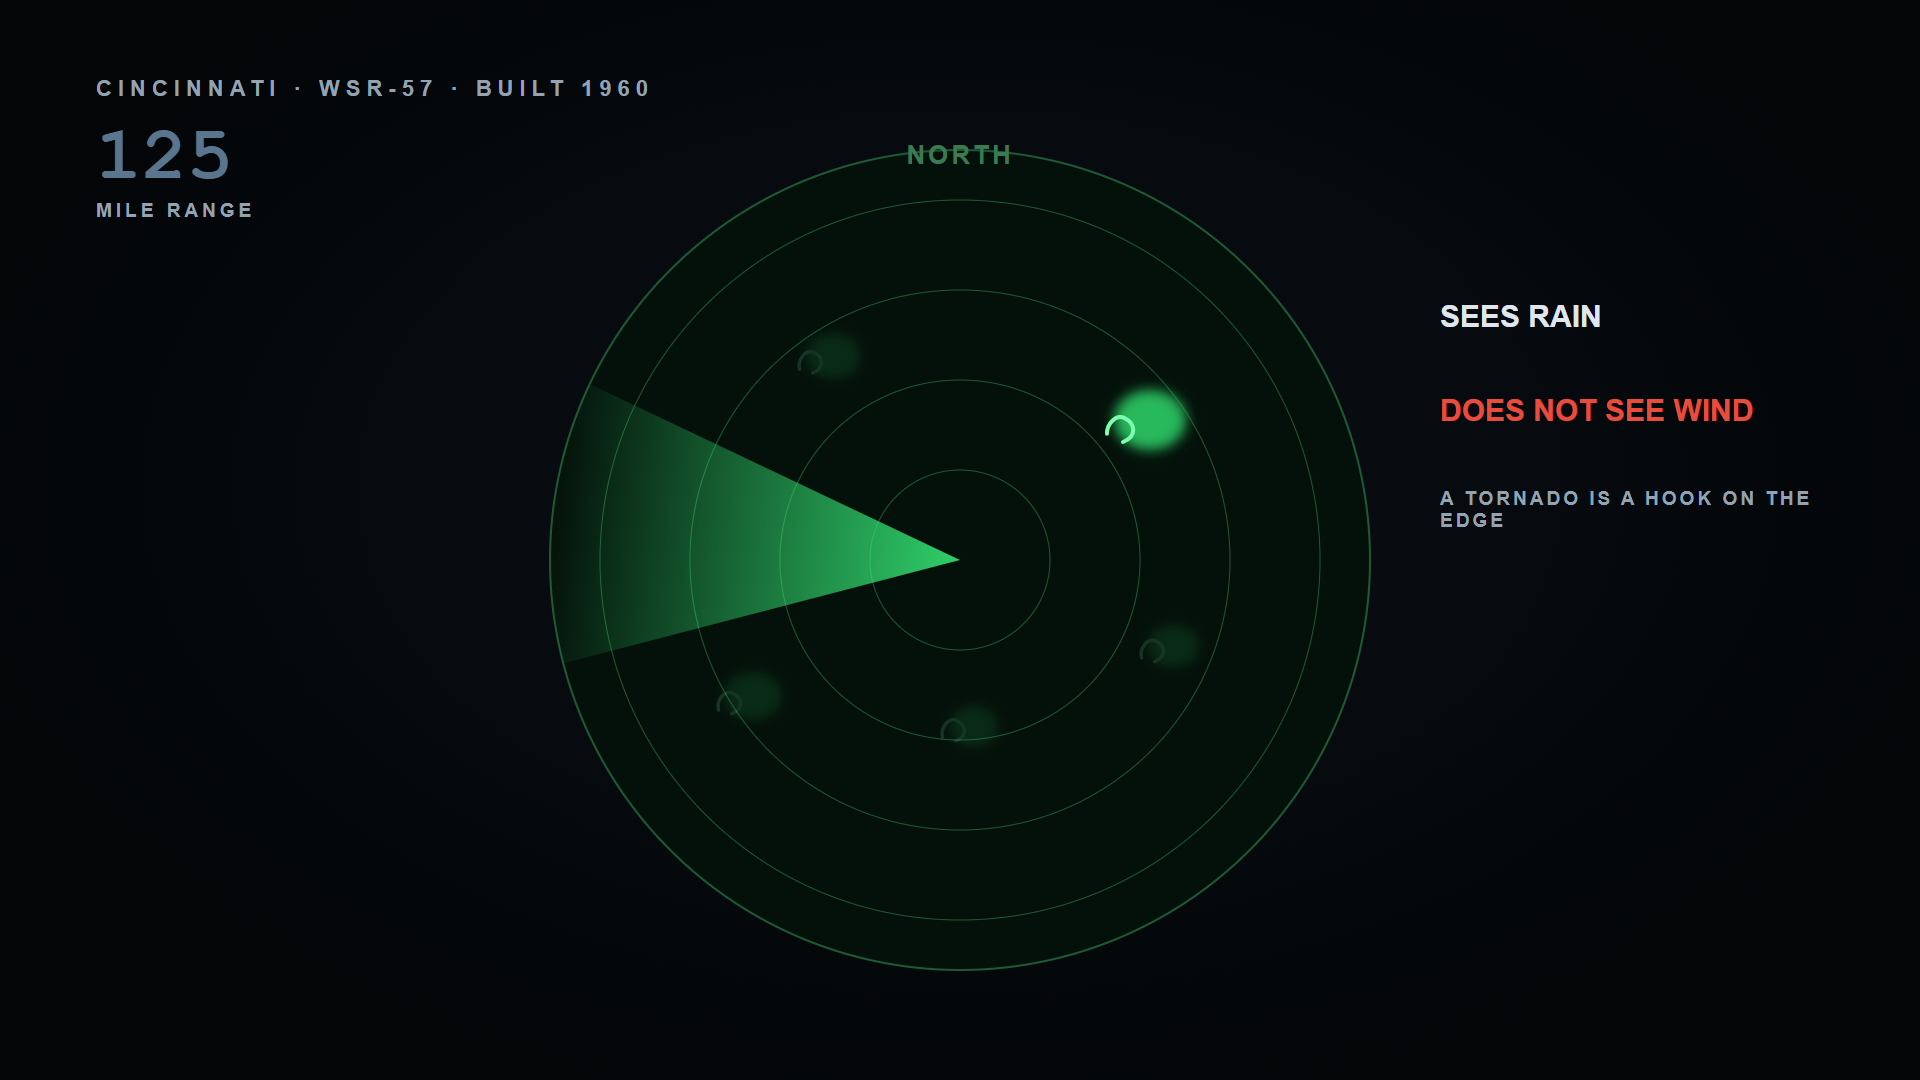 CINCINNATI · WSR-57 · BUILT 1960
125
MILE RANGE
NORTH
SEES RAIN
DOES NOT SEE WIND
A TORNADO IS A HOOK ON THE
EDGE